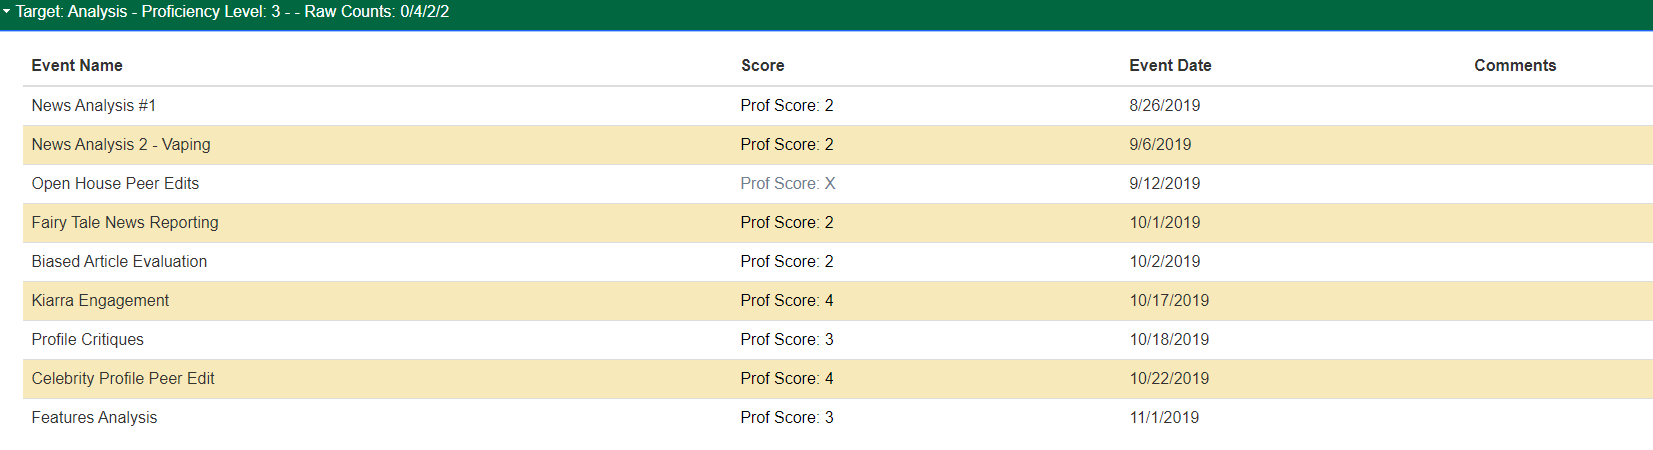 Target: Analysis - Proficiency Level: 3 - - Raw Counts: 0/4/2/2
Event Name Score Event Date Comments
News Analysis #1 Prof Score: 2 8/26/2019
News Analysis 2 - Vaping Prof Score: 2 9/6/2019
Open House Peer Edits Prof Score: X 9/12/2019
Fairy Tale News Reporting Prof Score: 2 10/1/2019
Biased Article Evaluation Prof Score: 2 10/2/2019
Kiarra Engagement Prof Score: 4 10/17/2019
Profile Critiques Prof Score: 3 10/18/2019
Celebrity Profile Peer Edit Prof Score: 4 10/22/2019
Features Analysis Prof Score: 3 11/1/2019